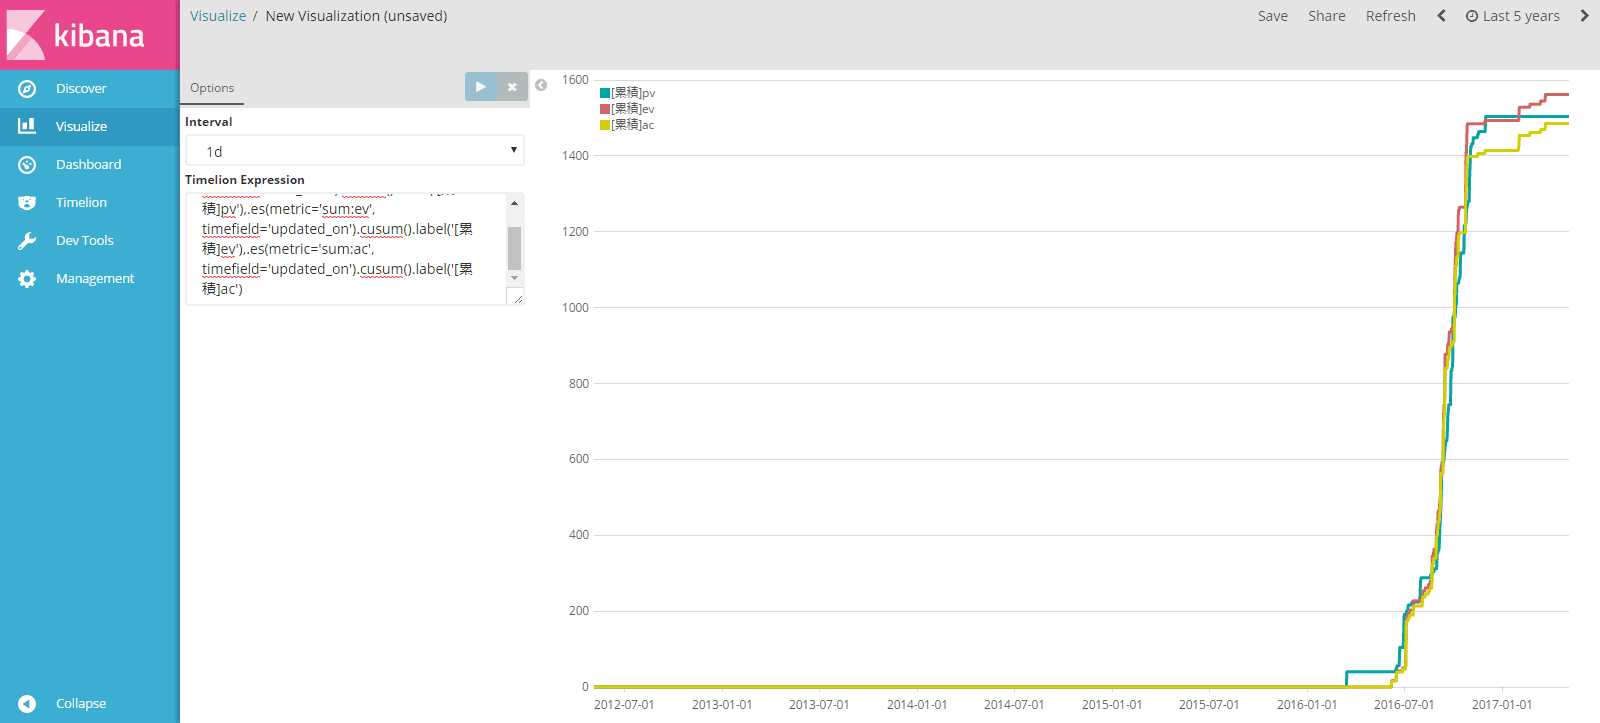 kibana
Visualize / New Visualization (unsaved)
Save Share Refresh Last 5 years
Discover
Visualize
Dashboard
Timelion
Dev Tools
Management
Collapse
Options
Interval
1d
Timelion Expression
積]pv'),.es(metric='sum:ev',
timefield='updated_on').cusum().label('[累
積]ev'),.es(metric='sum:ac',
timefield='updated_on').cusum().label('[累
積]ac')
[累積]pv
[累積]ev
[累積]ac
1600
1400
1200
1000
800
600
400
200
0
2012-07-01 2013-01-01 2013-07-01 2014-01-01 2014-07-01 2015-01-01 2015-07-01 2016-01-01 2016-07-01 2017-01-01